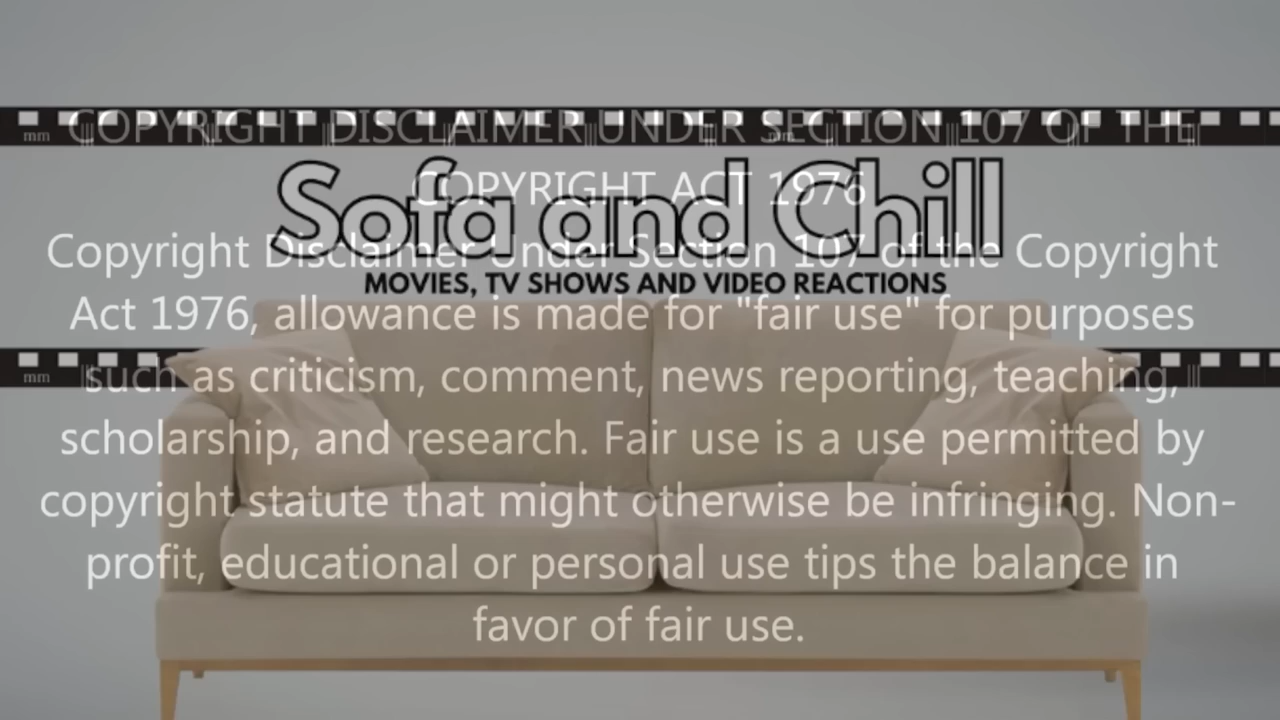 COPYRIGHT DISCLAIMER UNDER SECTION 107 OF THE
COPYRIGHT ACT 1976
Sofa and Chill
Copyright Disclaimer Under Section 107 of the Copyright
MOVIES, TV SHOWS AND VIDEO REACTIONS
Act 1976, allowance is made for "fair use" for purposes
such as criticism, comment, news reporting, teaching,
scholarship, and research. Fair use is a use permitted by
copyright statute that might otherwise be infringing. Non-
profit, educational or personal use tips the balance in
favor of fair use.
mm
mm
mm